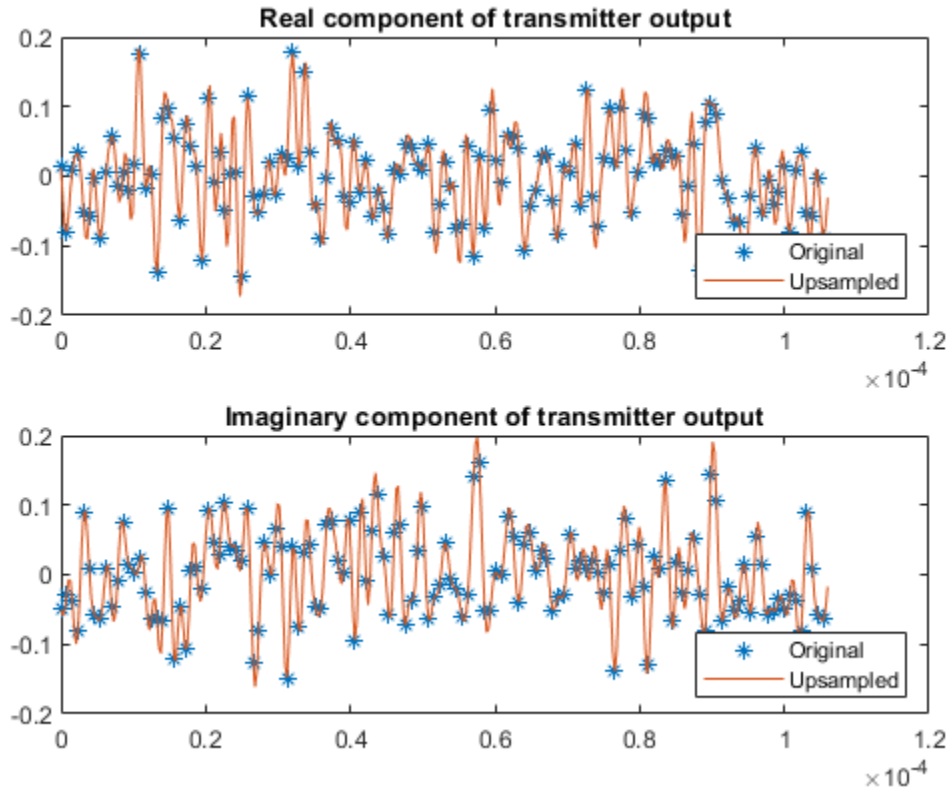 Real component of transmitter output
0.2
0.1
0
-0.1
-0.2
Original
Upsampled
0 0.2 0.4 0.6 0.8 1 1.2
×10-4
Imaginary component of transmitter output
0.2
0.1
0
-0.1
-0.2
Original
Upsampled
0 0.2 0.4 0.6 0.8 1 1.2
×10-4